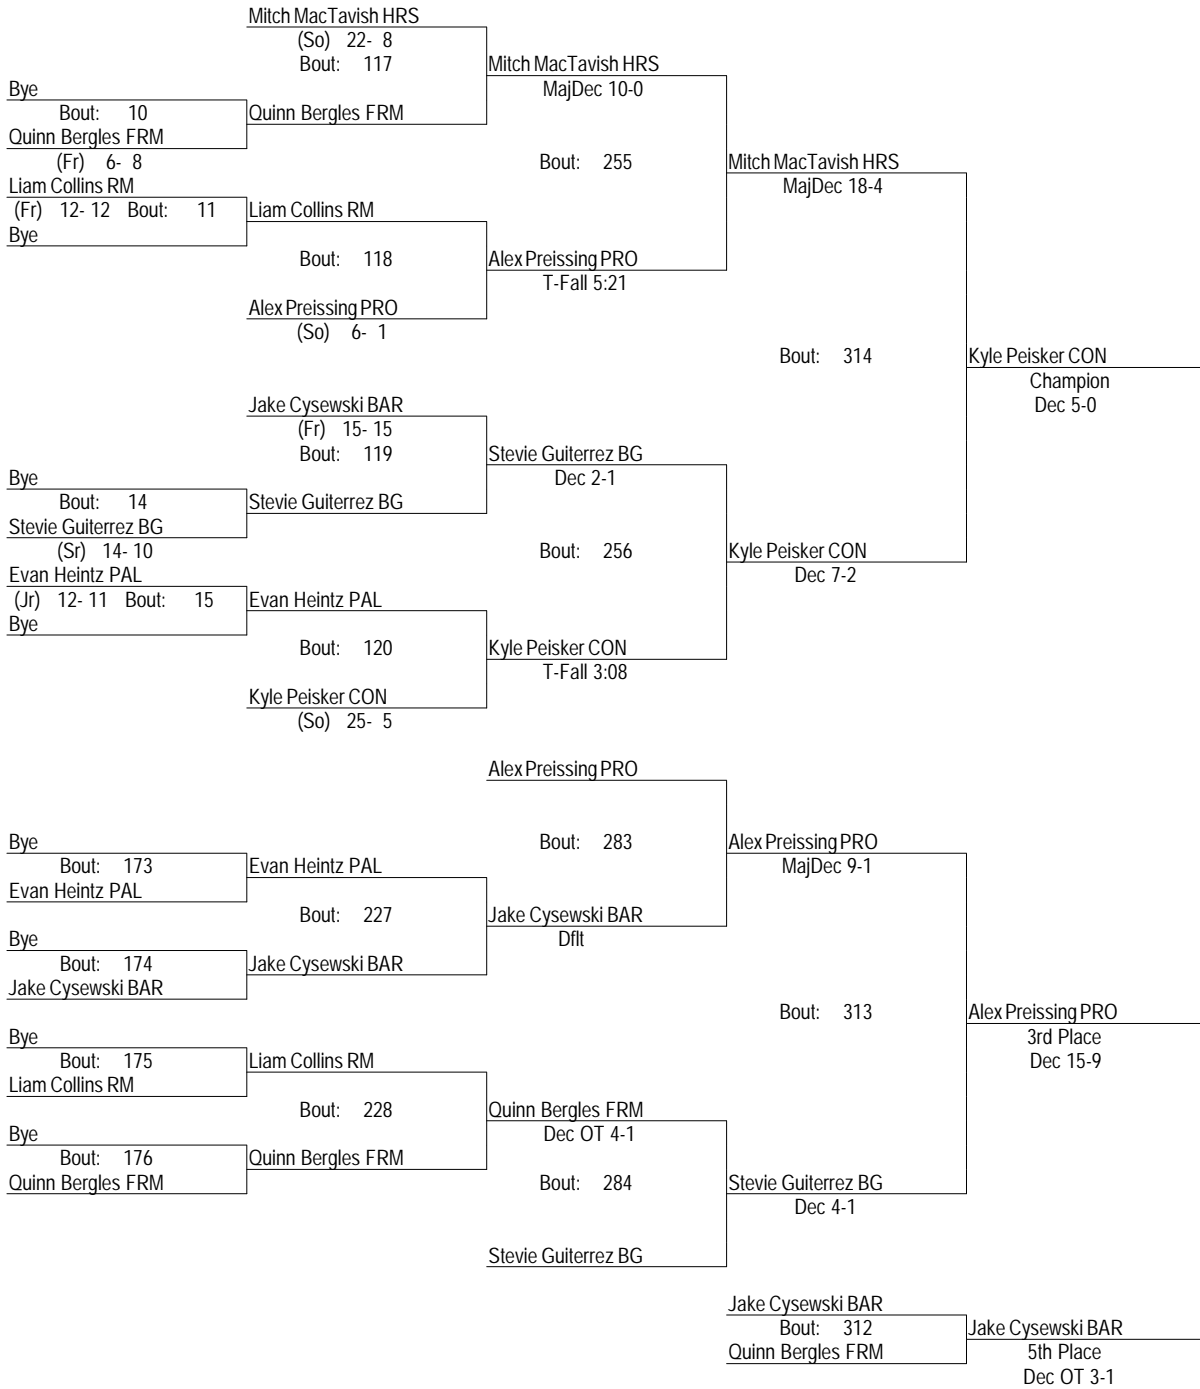 Mitch MacTavish HRS
(So) 22- 8
Bout: 117
Mitch MacTavish HRS
MajDec 10-0
Bye
Bout: 10
Quinn Bergles FRM
Quinn Bergles FRM
(Fr) 6- 8
Bout: 255
Mitch MacTavish HRS
MajDec 18-4
Liam Collins RM
(Fr) 12- 12 Bout: 11
Liam Collins RM
Bye
Bout: 118
Alex Preissing PRO
T-Fall 5:21
Alex Preissing PRO
(So) 6- 1
Bout: 314
Kyle Peisker CON
Champion
Dec 5-0
Jake Cysewski BAR
(Fr) 15- 15
Bout: 119
Stevie Guiterrez BG
Dec 2-1
Bye
Bout: 14
Stevie Guiterrez BG
Stevie Guiterrez BG
(Sr) 14- 10
Bout: 256
Kyle Peisker CON
Dec 7-2
Evan Heintz PAL
(Jr) 12- 11 Bout: 15
Evan Heintz PAL
Bye
Bout: 120
Kyle Peisker CON
T-Fall 3:08
Kyle Peisker CON
(So) 25- 5
Alex Preissing PRO
Bout: 283
Alex Preissing PRO
MajDec 9-1
Bye
Bout: 173
Evan Heintz PAL
Evan Heintz PAL
Bout: 227
Jake Cysewski BAR
Dflt
Bye
Bout: 174
Jake Cysewski BAR
Jake Cysewski BAR
Bout: 313
Alex Preissing PRO
3rd Place
Dec 15-9
Bye
Bout: 175
Liam Collins RM
Liam Collins RM
Bout: 228
Quinn Bergles FRM
Dec OT 4-1
Bye
Bout: 176
Quinn Bergles FRM
Quinn Bergles FRM
Bout: 284
Stevie Guiterrez BG
Dec 4-1
Stevie Guiterrez BG
Jake Cysewski BAR
Bout: 312
Quinn Bergles FRM
Jake Cysewski BAR
5th Place
Dec OT 3-1